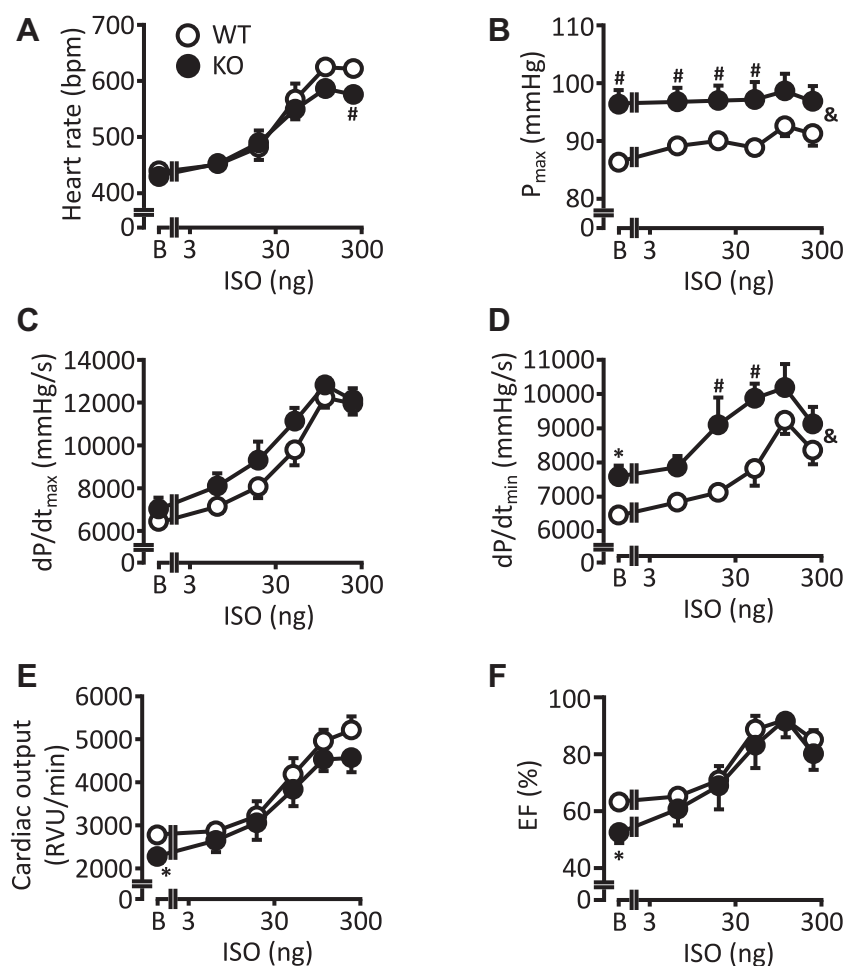 A
700
600
500
400
0
Heart rate (bpm)
WT
KO
#
B 3 30 300
ISO (ng)
B
110
100
90
80
0
Pmax (mmHg)
# # # #
&
B 3 30 300
ISO (ng)
C
14000
12000
10000
8000
6000
0
dP/dtmax (mmHg/s)
B 3 30 300
ISO (ng)
D
11000
10000
9000
8000
7000
6000
0
dP/dtmin (mmHg/s)
# #
*
&
B 3 30 300
ISO (ng)
E
6000
5000
4000
3000
2000
0
Cardiac output
(RVU/min)
*
B 3 30 300
ISO (ng)
F
100
80
60
40
0
EF (%)
*
B 3 30 300
ISO (ng)